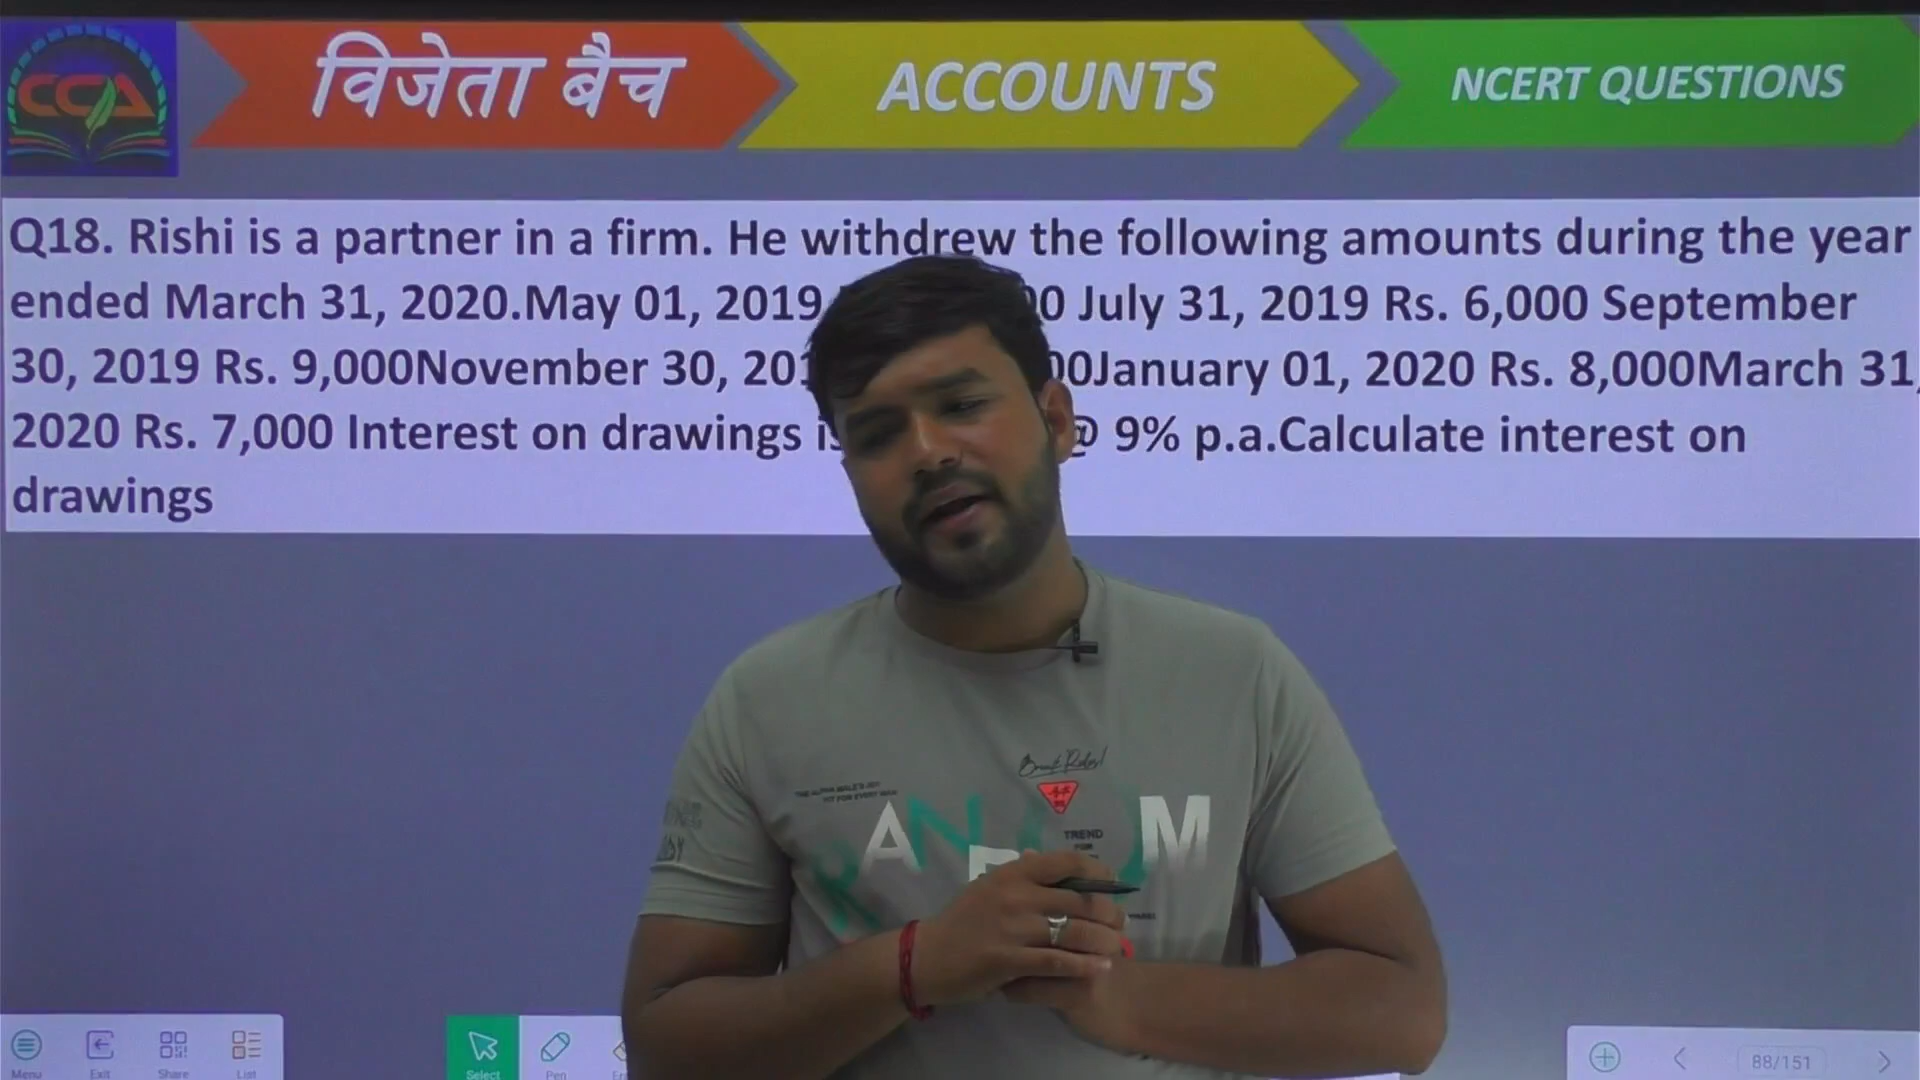 CCA
विजेता बैच
ACCOUNTS
NCERT QUESTIONS
Q18. Rishi is a partner in a firm. He withdrew the following amounts during the year
ended March 31, 2020.May 01, 2019 July 31, 2019 Rs. 6,000 September
30, 2019 Rs. 9,000November 30, January 01, 2020 Rs. 8,000March 31,
2020 Rs. 7,000 Interest on drawings @ 9% p.a.Calculate interest on
drawings
TREND
FOR
Menu
Exit
Share
List
Select
Pen
88/151